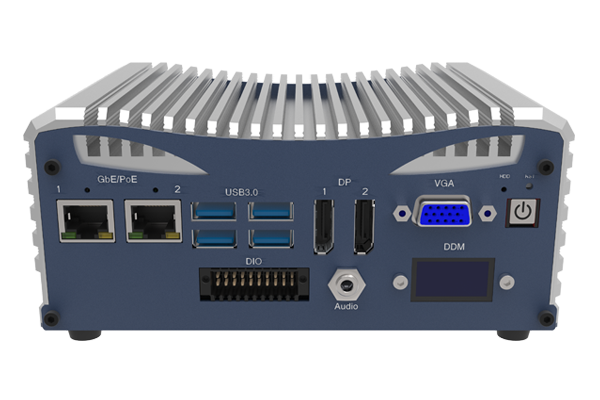 GbE/PoE
1
2
USB3.0
DP
1
2
VGA
HDD
DIO
DDM
Audio